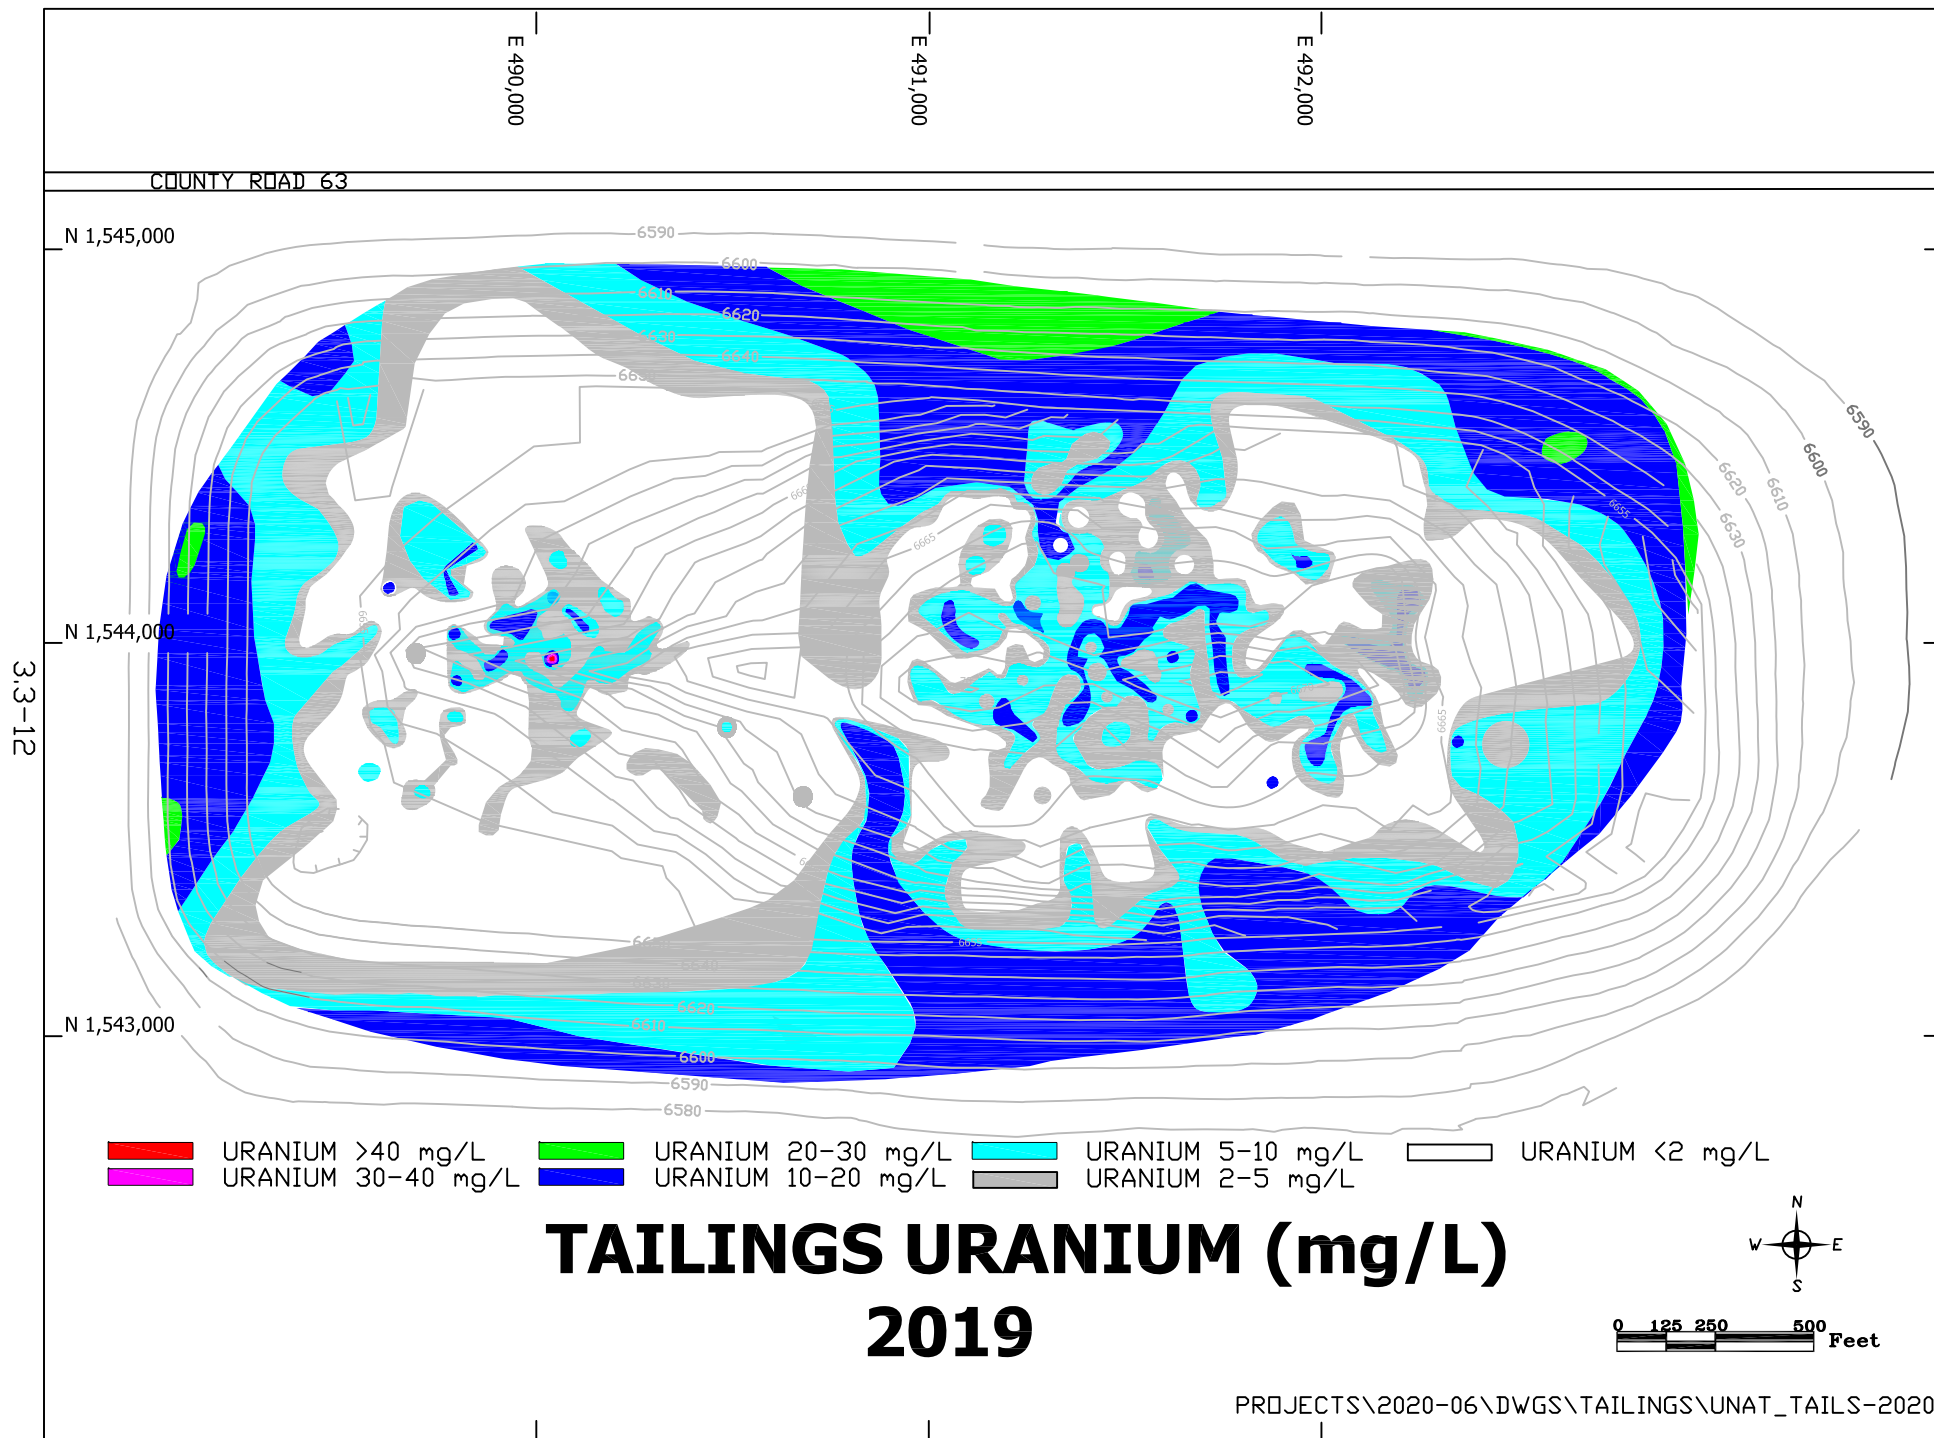 E 490,000
E 491,000
E 492,000
COUNTY ROAD 63
N 1,545,000
6590
6600
6610
6620
6630
6640
6590
6600
6610
6620
6630
6655
6665
N 1,544,000
3.3-12
6665
N 1,543,000
6640
6630
6620
6610
6600
6590
6580
URANIUM >40 mg/L
URANIUM 20-30 mg/L
URANIUM 5-10 mg/L
URANIUM <2 mg/L
URANIUM 30-40 mg/L
URANIUM 10-20 mg/L
URANIUM 2-5 mg/L
TAILINGS URANIUM (mg/L)
2019
N
W E
S
0 125 250 500 Feet
PROJECTS\2020-06\DWGS\TAILINGS\UNAT_TAILS-2020